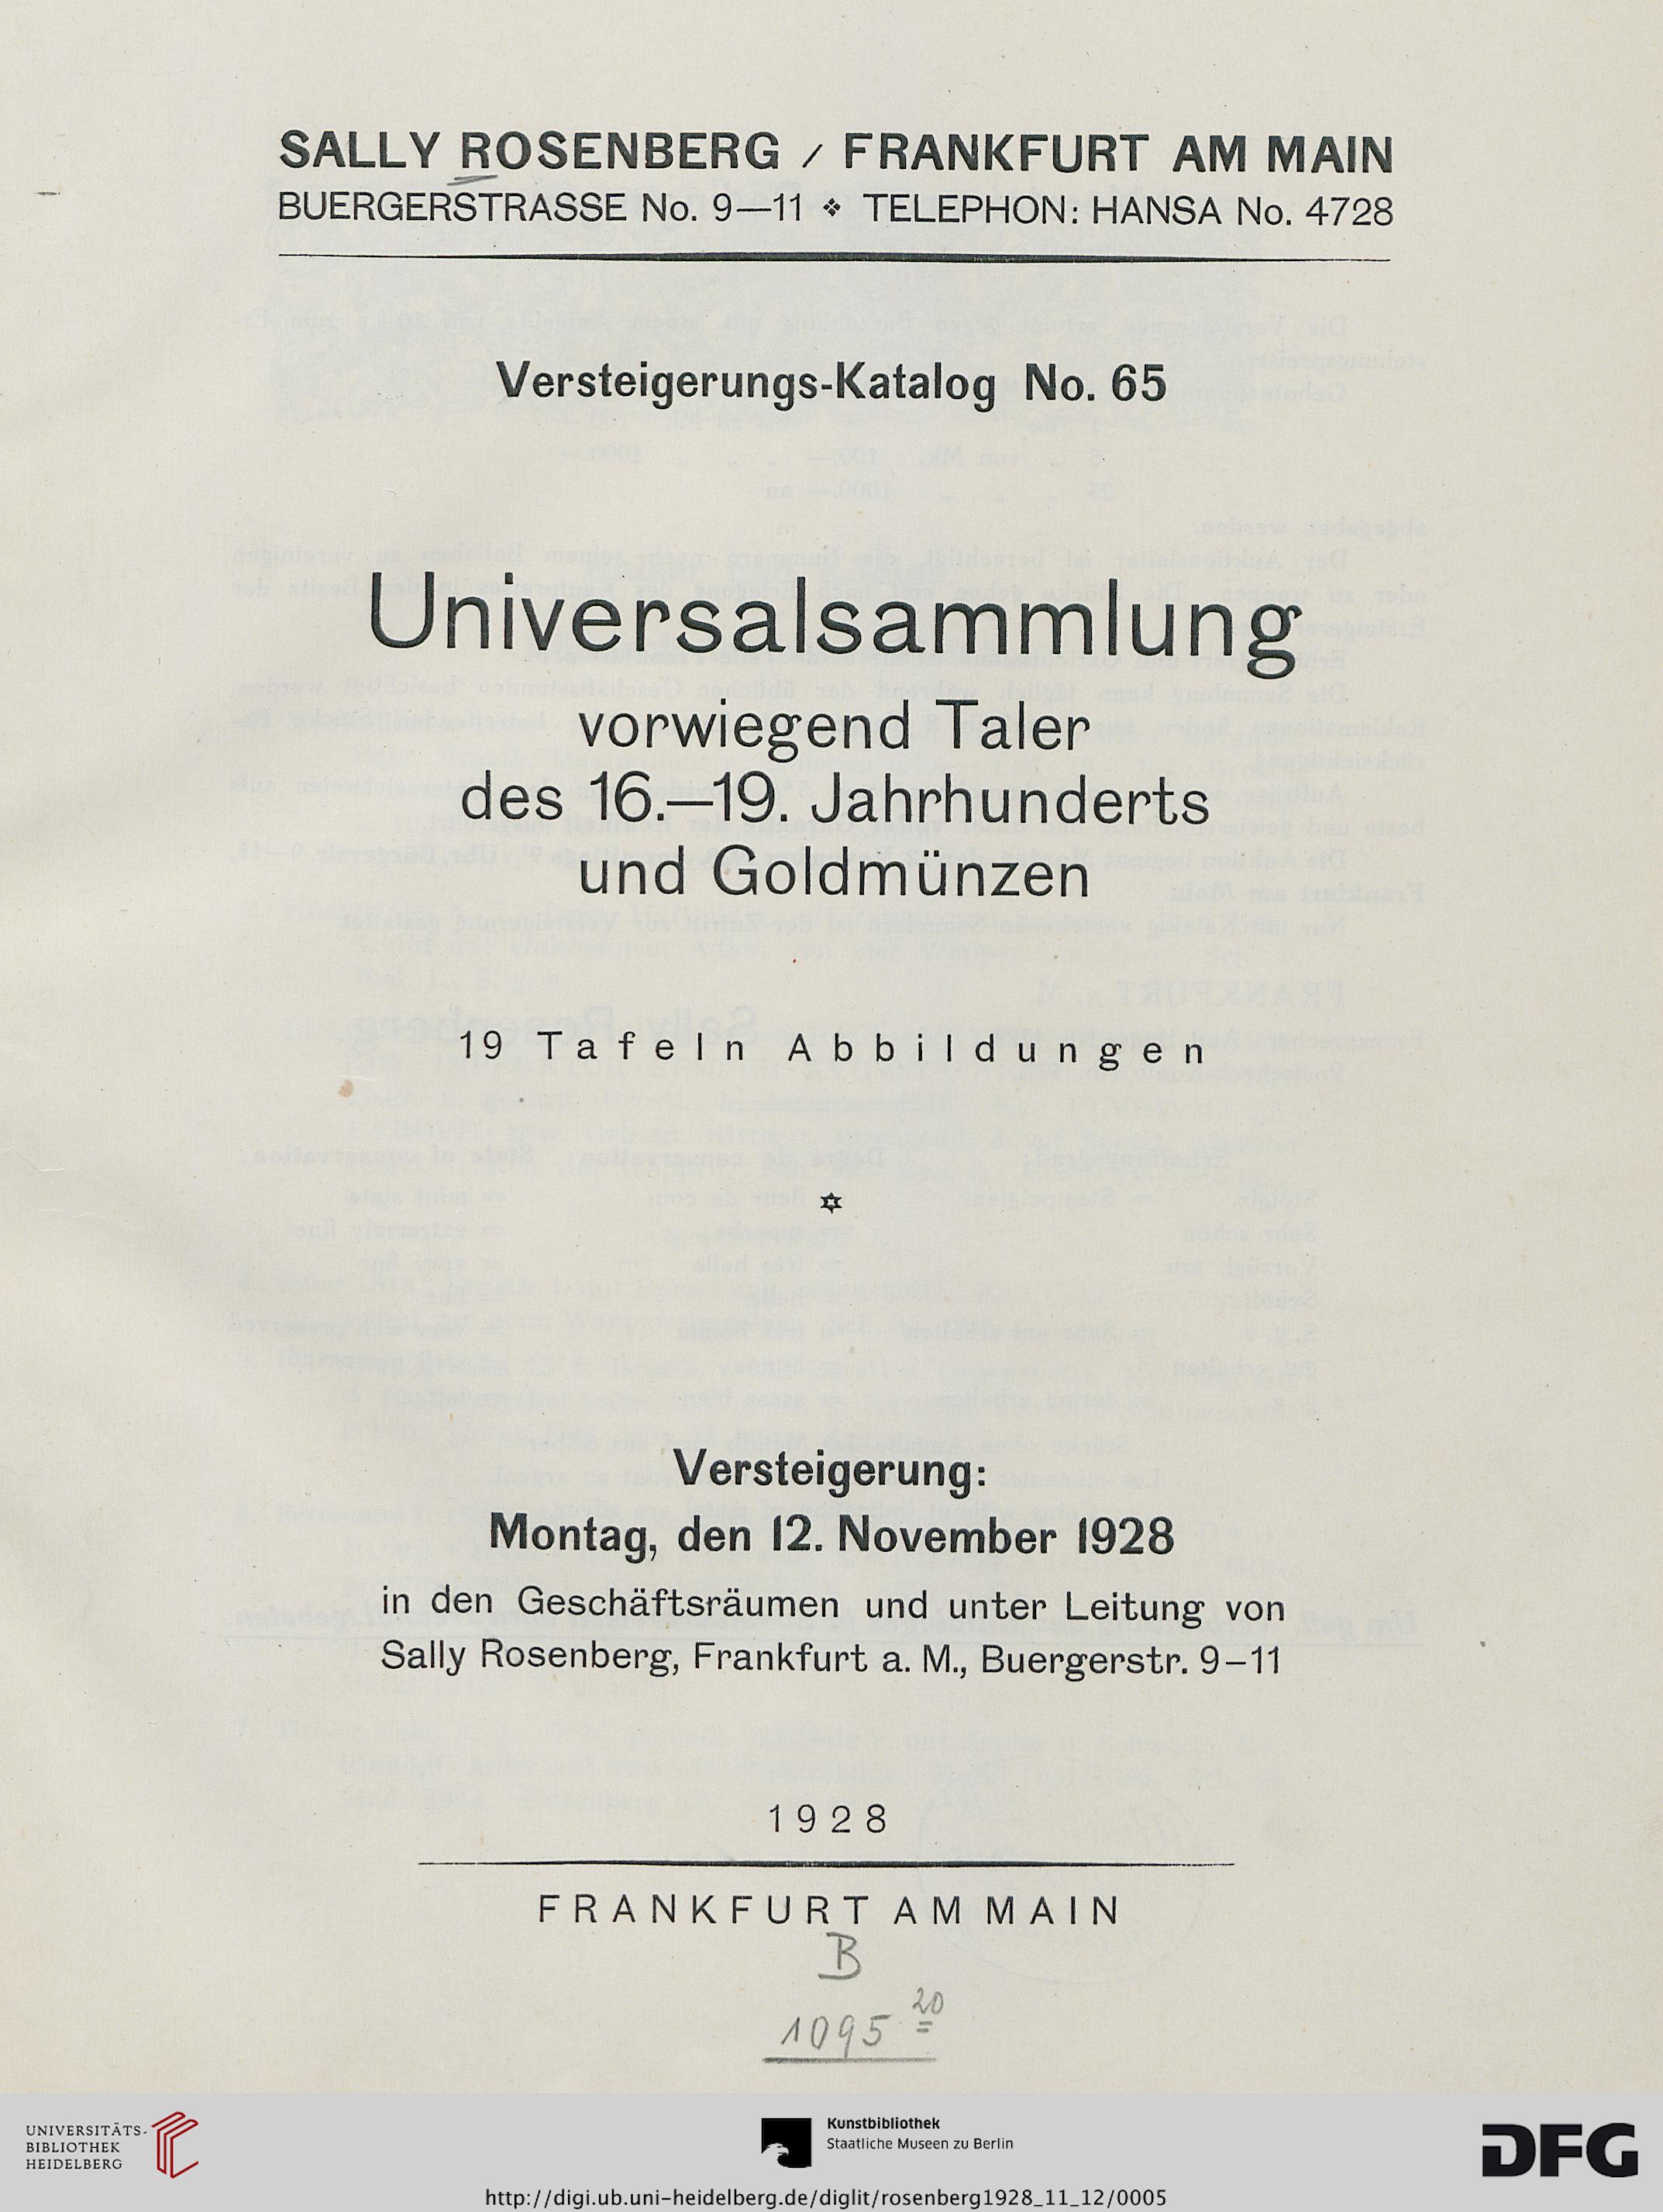 SALLY ROSENBERG / FRANKFURT AM MAIN
BUERGERSTRASSE No. 9—11 ❖ TELEPHON: HANSA No. 4728
Versteigerungs-Katalog No. 65
Universalsammlung
vorwiegend Taler
des 16.—19. Jahrhunderts
und Goldmünzen
19 Tafeln Abbildungen
✡
Versteigerung:
Montag, den 12. November 1928
in den Geschäftsräumen und unter Leitung von
Sally Rosenberg, Frankfurt a. M., Buergerstr. 9–11
1928
FRANKFURT AM MAIN
B
1095 20
UNIVERSITÄTS-
BIBLIOTHEK
HEIDELBERG
Kunstbibliothek
Staatliche Museen zu Berlin
DFG
http://digi.ub.uni-heidelberg.de/diglit/rosenberg1928_11_12/0005